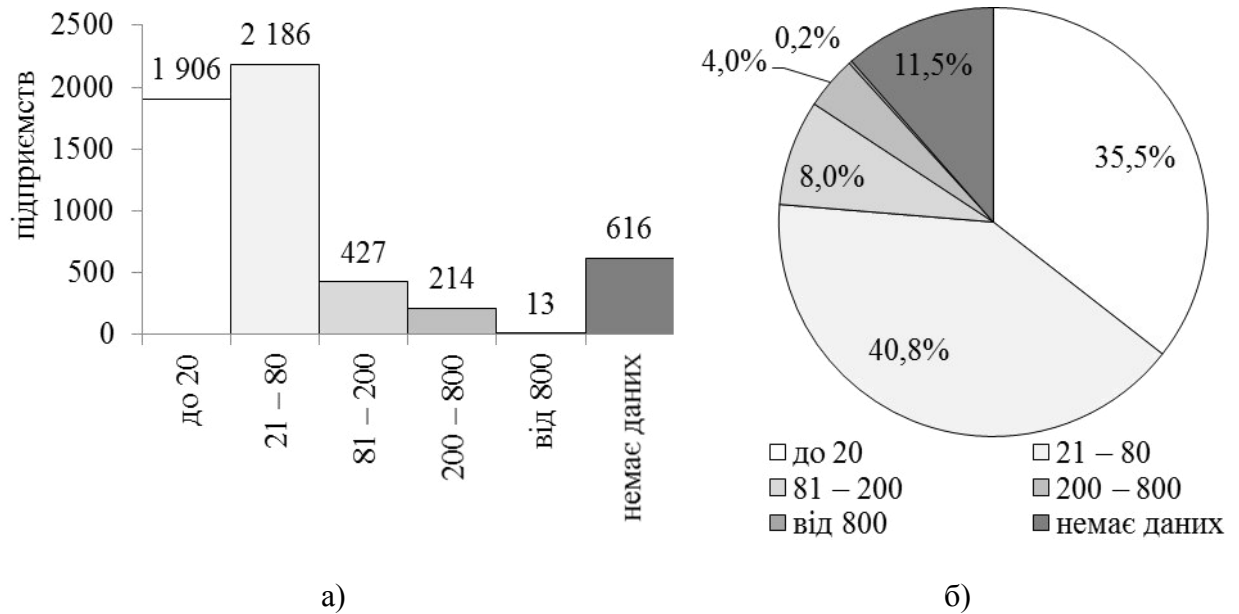 підприємств
2500
2000
1500
1000
500
0
1 906
2 186
427
214
13
616
до 20
21 – 80
81 – 200
200 – 800
від 800
немає даних
а)
0,2%
4,0%
11,5%
35,5%
8,0%
40,8%
до 20
21 – 80
81 – 200
200 – 800
від 800
немає даних
б)